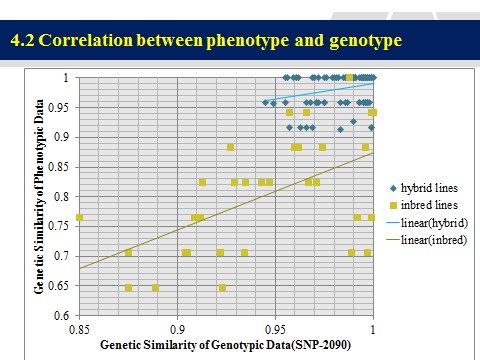 4.2 Correlation between phenotype and genotype
Genetic Similarity of Phenotypic Data
1
0.95
0.9
0.85
0.8
0.75
0.7
0.65
0.6
0.85
0.9
0.95
1
Genetic Similarity of Genotypic Data(SNP-2090)
hybrid lines
inbred lines
linear(hybrid)
linear(inbred)